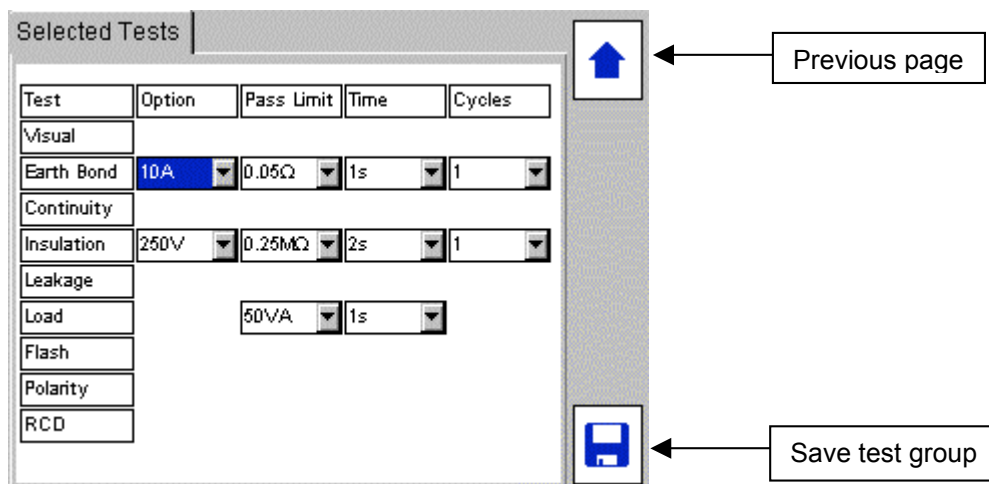 Selected Tests
Previous page
Test Option Pass Limit Time Cycles
Visual
Earth Bond 10A 0.05Ω 1s 1
Continuity
Insulation 250V 0.25MΩ 2s 1
Leakage
Load 50VA 1s
Flash
Polarity
RCD
Save test group